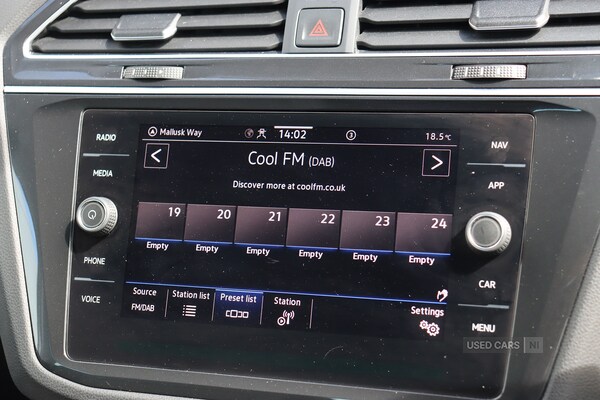 RADIO
MEDIA
PHONE
VOICE
Mallusk Way
14:02
3
18.5°C
Cool FM (DAB)
Discover more at coolfm.co.uk
19 20 21 22 23 24
Empty Empty Empty Empty Empty Empty
Source Station list Preset list Station Settings
FM/DAB
NAV
APP
CAR
MENU
USED CARS NI